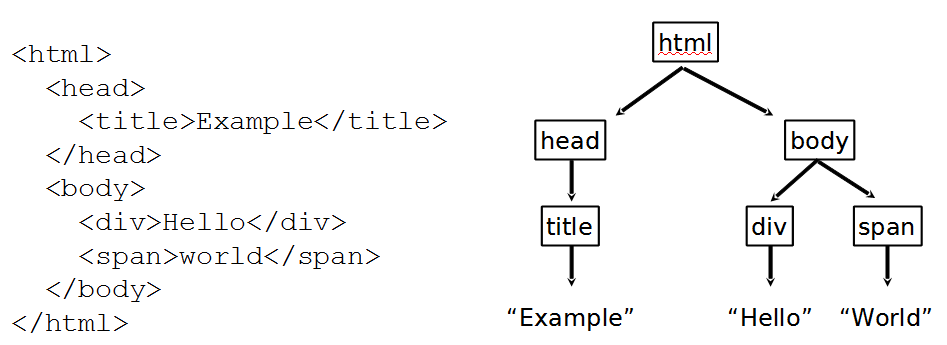 <html>
<head>
<title>Example</title>
</head>
<body>
<div>Hello</div>
<span>world</span>
</body>
</html>
html
head
body
title
div
span
“Example”
“Hello”
“World”